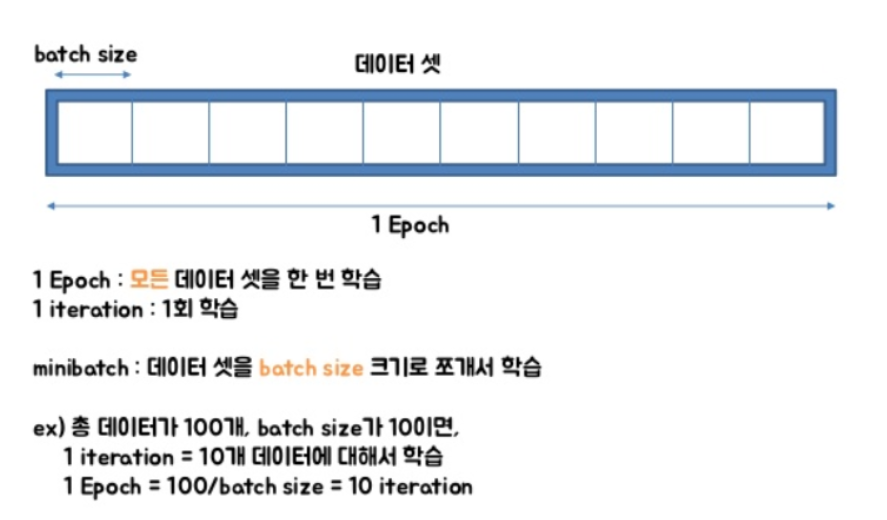 batch size
데이터 셋
1 Epoch
1 Epoch : 모든 데이터 셋을 한 번 학습
1 iteration : 1회 학습
minibatch : 데이터 셋을 batch size 크기로 쪼개서 학습
ex) 총 데이터가 100개, batch size가 10이면,
1 iteration = 10개 데이터에 대해서 학습
1 Epoch = 100/batch size = 10 iteration